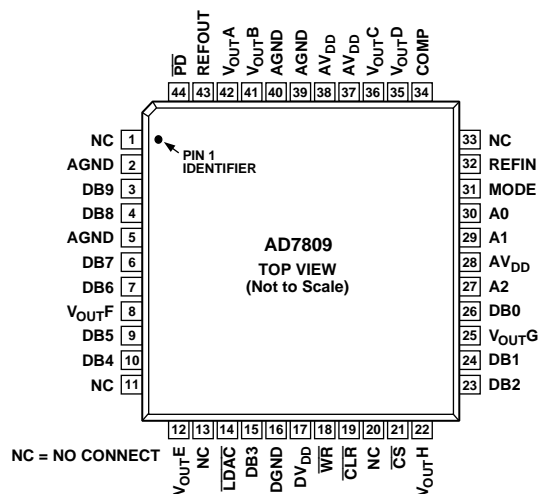 PD REFOUT VOUTA VOUTB AGND AGND AVDD AVDD VOUTC VOUTD COMP
44 43 42 41 40 39 38 37 36 35 34
NC 1
AGND 2
DB9 3
DB8 4
AGND 5
DB7 6
DB6 7
VOUTF 8
DB5 9
DB4 10
NC 11
PIN 1
IDENTIFIER
AD7809
TOP VIEW
(Not to Scale)
33 NC
32 REFIN
31 MODE
30 A0
29 A1
28 AVDD
27 A2
26 DB0
25 VOUTG
24 DB1
23 DB2
12 13 14 15 16 17 18 19 20 21 22
VOUTE NC LDAC DB3 DGND DVDD WR CLR NC CS VOUTH
NC = NO CONNECT